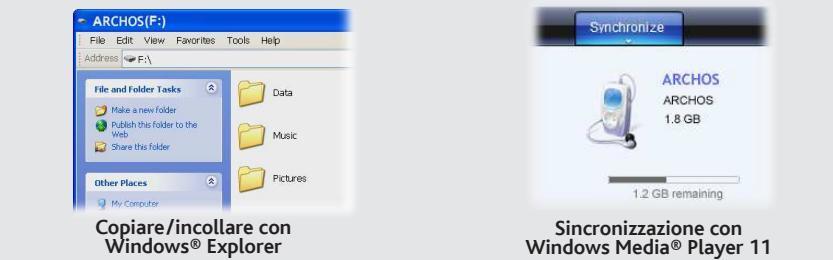 ARCHOS(F:)
File Edit View Favorites Tools Help
Address F:\
File and Folder Tasks
Make a new folder
Publish this folder to the
Web
Share this folder
Other Places
My Computer
Data
Music
Pictures
Copiare/incollare con
Windows® Explorer
Synchronize
ARCHOS
ARCHOS
1.8 GB
1.2 GB remaining
Sincronizzazione con
Windows Media® Player 11